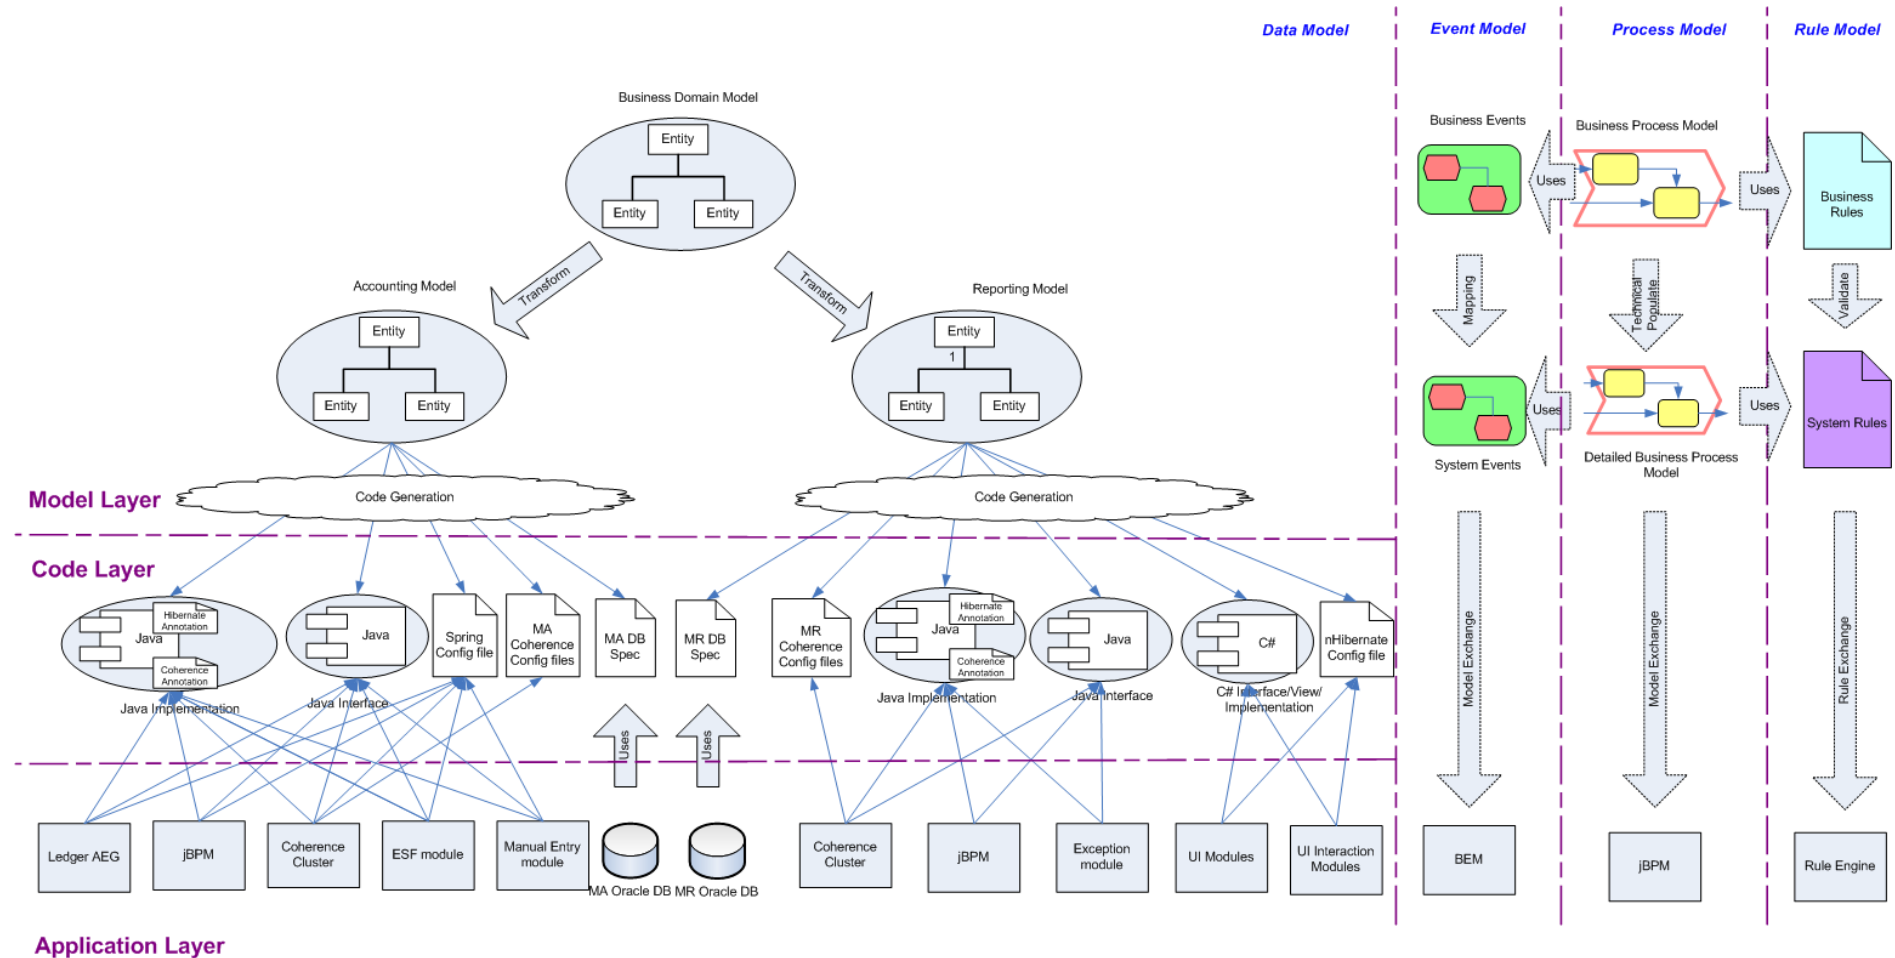 Data Model
Event Model
Process Model
Rule Model
Business Domain Model
Entity
Entity
Entity
Transform
Transform
Accounting Model
Entity
Entity
Entity
Reporting Model
Entity
1
Entity
Entity
Business Events
Business Process Model
Uses
Uses
Business
Rules
Mapping
Technical
Populate
Validate
Uses
Uses
System Rules
System Events
Detailed Business Process
Model
Code Generation
Code Generation
Model Layer
Code Layer
Hibernate
Annotation
Java
Coherence
Annotation
Java Implementation
Java
Java Interface
Spring
Config file
MA
Coherence
Config files
MA DB
Spec
MR DB
Spec
MR
Coherence
Config files
Hibernate
Annotation
Java
Coherence
Annotation
Java Implementation
Java
Java Interface
C#
C# Interface/View/
Implementation
nHibernate
Config file
Uses
Uses
Model Exchange
Model Exchange
Rule Exchange
Ledger AEG
jBPM
Coherence
Cluster
ESF module
Manual Entry
module
MA Oracle DB
MR Oracle DB
Coherence
Cluster
jBPM
Exception
module
UI Modules
UI Interaction
Modules
BEM
jBPM
Rule Engine
Application Layer